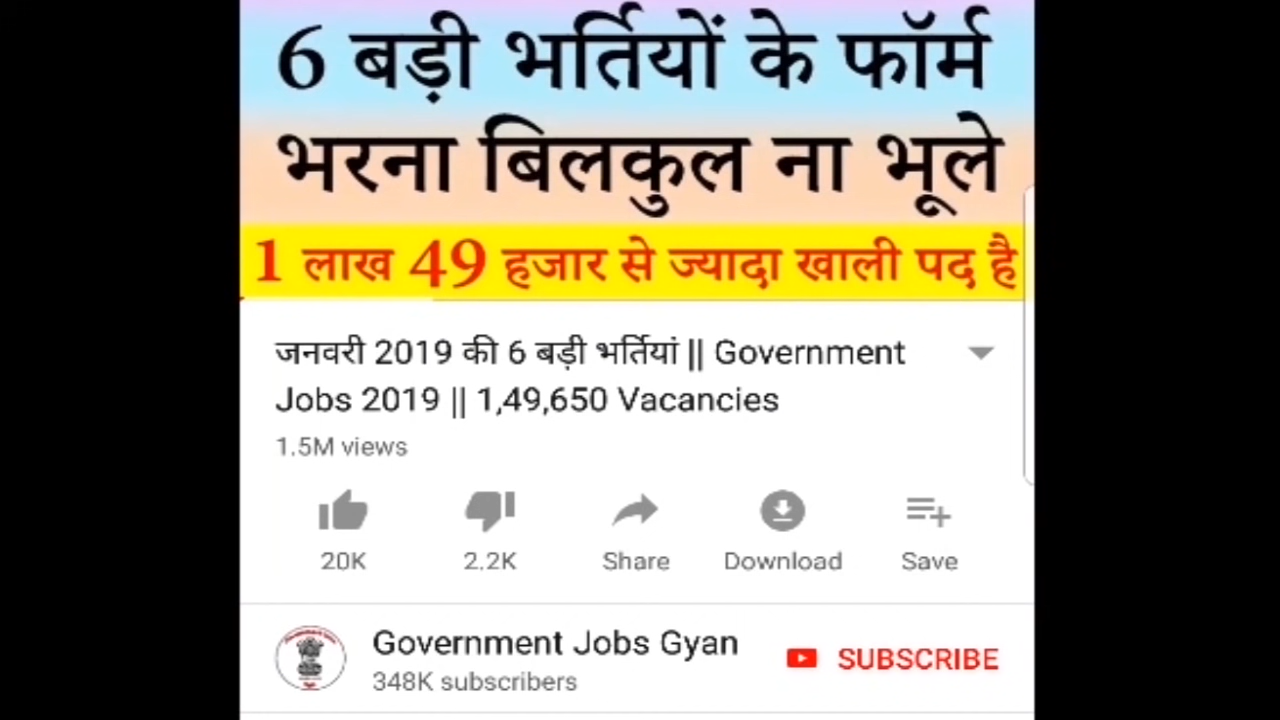 6 बड़ी भर्तियों के फॉर्म
भरना बिलकुल ना भूले
1 लाख 49 हजार से ज्यादा खाली पद है
जनवरी 2019 की 6 बड़ी भर्तियां || Government
Jobs 2019 || 1,49,650 Vacancies
1.5M views
20K 2.2K Share Download Save
Government Jobs Gyan
SUBSCRIBE
348K subscribers